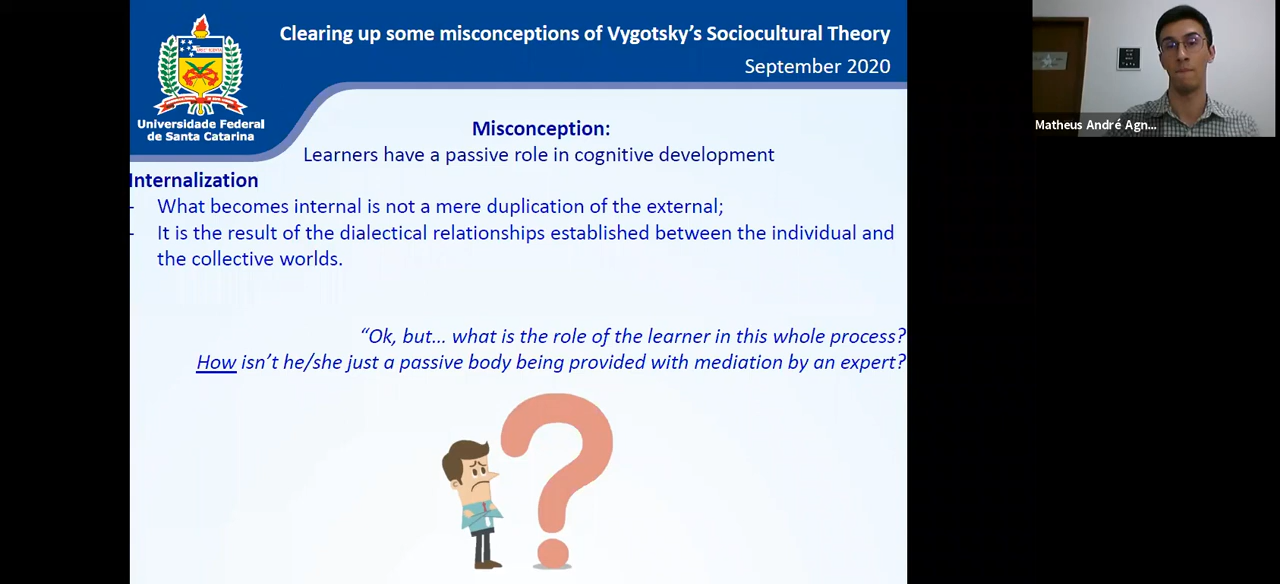 Clearing up some misconceptions of Vygotsky's Sociocultural Theory
September 2020
Universidade Federal
de Santa Catarina
Misconception:
Learners have a passive role in cognitive development
Internalization
- What becomes internal is not a mere duplication of the external;
- It is the result of the dialectical relationships established between the individual and
the collective worlds.
“Ok, but... what is the role of the learner in this whole process?
How isn't he/she just a passive body being provided with mediation by an expert?
Matheus André Agn...